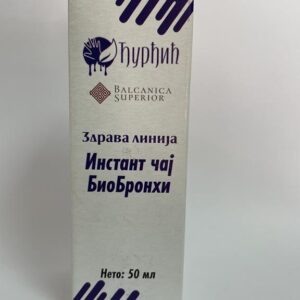 Ђурђић
BALCANICA
SUPERIOR
Здрава линија
Инстант чај
БиоБронхи
Нето: 50 мл